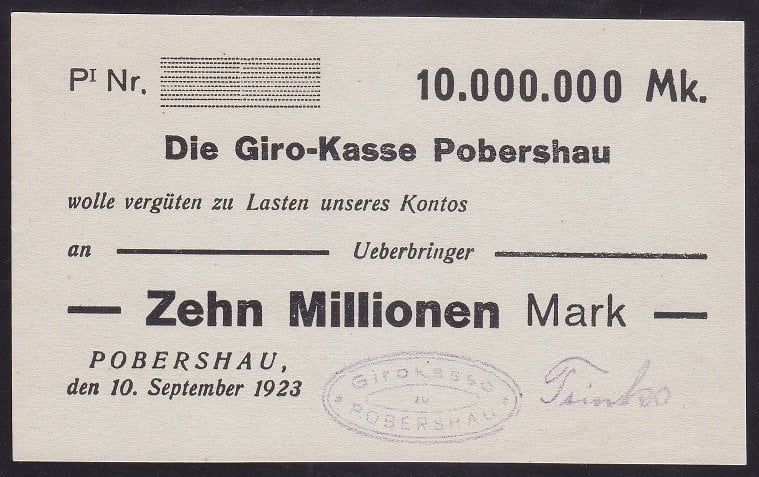 Pᴵ Nr. 10.000.000 Mk.
Die Giro-Kasse Pobershau
wolle vergüten zu Lasten unseres Kontos
an Ueberbringer
Zehn Millionen Mark
POBERSHAU,
den 10. September 1923
Girokasse
zu
POBERSHAU